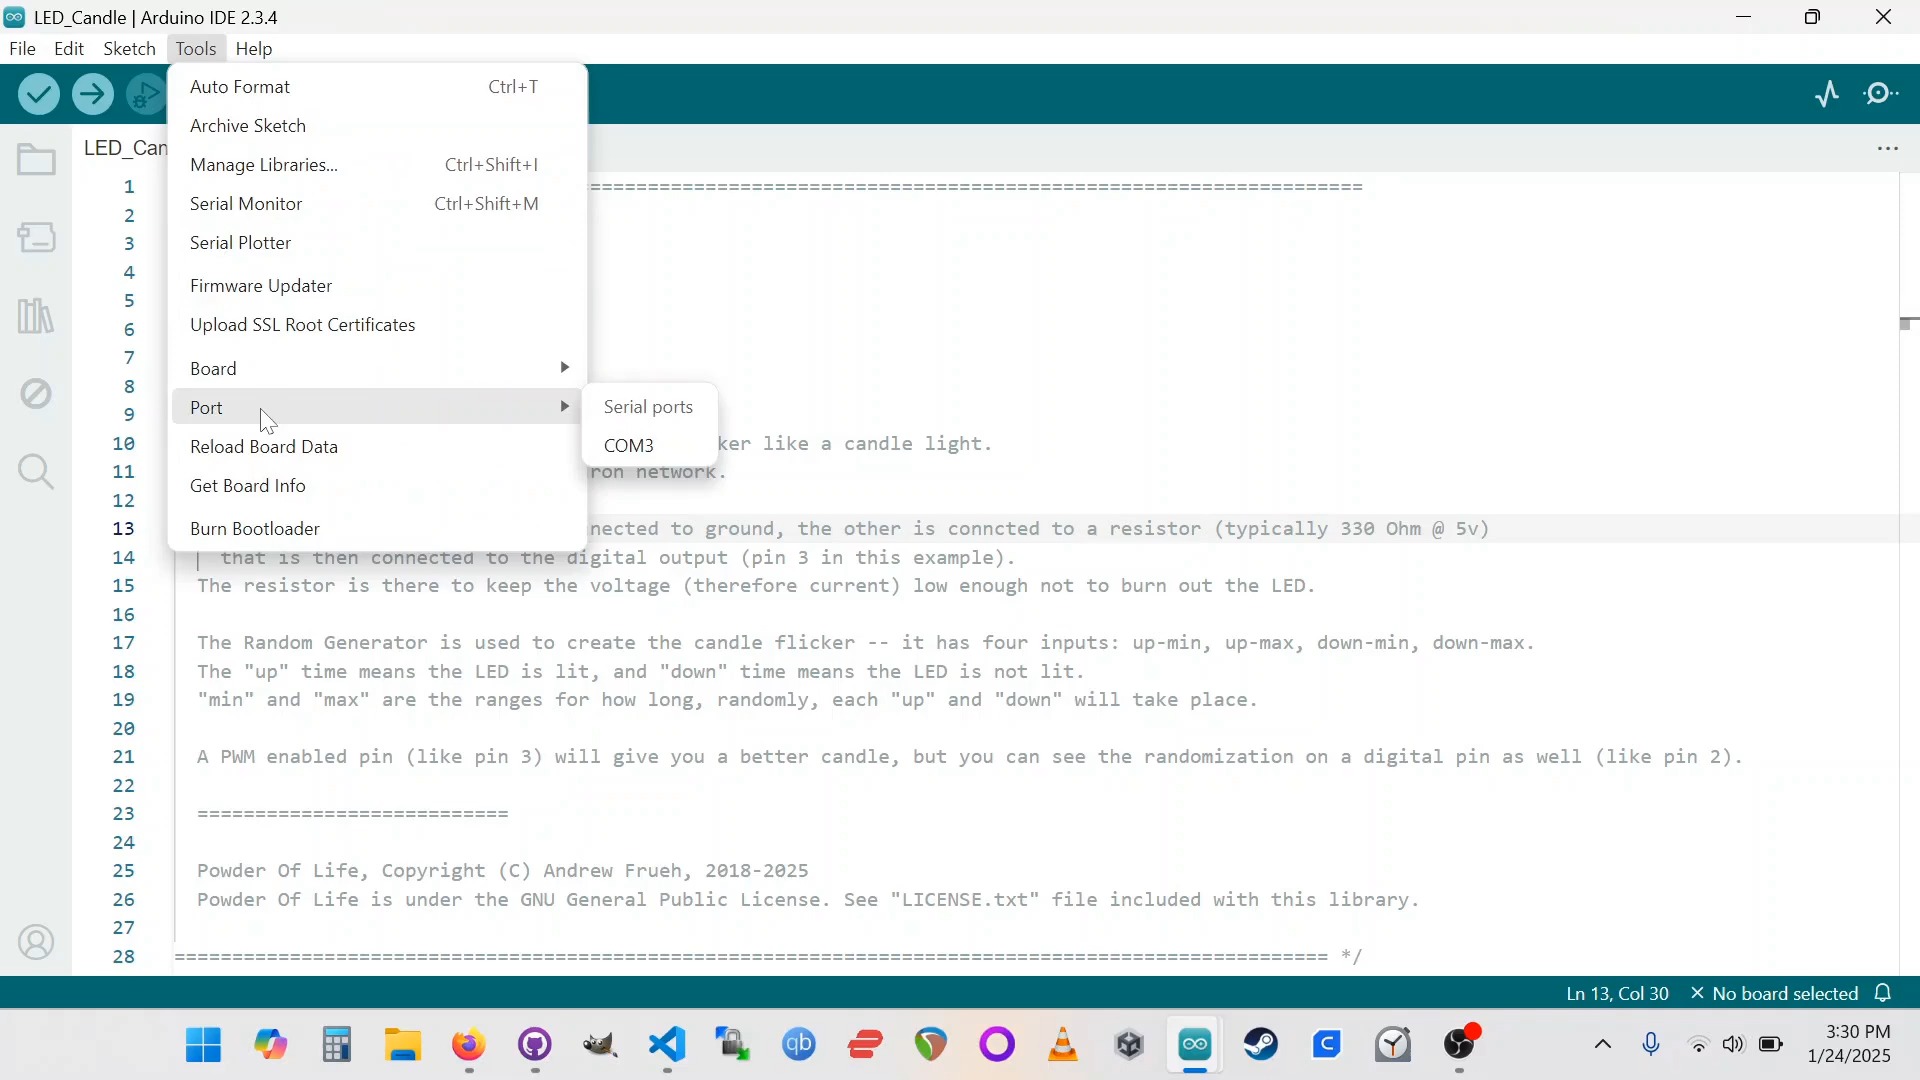 LED_Candle | Arduino IDE 2.3.4
File Edit Sketch Tools Help
LED_Can
Auto Format Ctrl+T
Archive Sketch
Manage Libraries... Ctrl+Shift+I
Serial Monitor Ctrl+Shift+M
Serial Plotter
Firmware Updater
Upload SSL Root Certificates
Board
Port
Reload Board Data
Get Board Info
Burn Bootloader
Serial ports
COM3
1 ====================================================================
2
3
4
5
6
7
8
9
10 ker like a candle light.
11 ron network.
12
13 nected to ground, the other is conncted to a resistor (typically 330 Ohm @ 5v)
14 that is then connected to the digital output (pin 3 in this example).
15 The resistor is there to keep the voltage (therefore current) low enough not to burn out the LED.
16
17 The Random Generator is used to create the candle flicker -- it has four inputs: up-min, up-max, down-min, down-max.
18 The "up" time means the LED is lit, and "down" time means the LED is not lit.
19 "min" and "max" are the ranges for how long, randomly, each "up" and "down" will take place.
20
21 A PWM enabled pin (like pin 3) will give you a better candle, but you can see the randomization on a digital pin as well (like pin 2).
22
23 ===========================
24
25 Powder Of Life, Copyright (C) Andrew Frueh, 2018-2025
26 Powder Of Life is under the GNU General Public License. See "LICENSE.txt" file included with this library.
27
28 ==================================================================================================== */
Ln 13, Col 30 × No board selected
qb
C
3:30 PM
1/24/2025